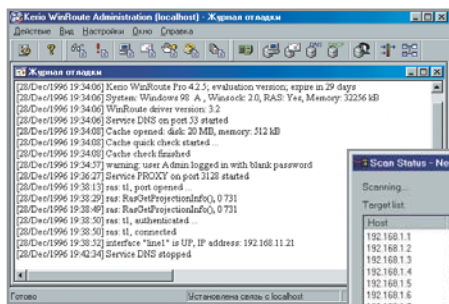 Kerio WinRoute Administration (localhost) - Журнал отладки
Действие Вид Настройки Окно Справка
Журнал отладки
[28/Dec/1996 19:34:06] Kerio WinRoute Pro 4.2.5; evaluation version; expire in 29 days
[28/Dec/1996 19:34:06] System: Windows 98 A , Winsock: 2.0, RAS: Yes, Memory: 32256 kB
[28/Dec/1996 19:34:06] WinRoute driver version: 3.2
[28/Dec/1996 19:34:06] Service DNS on port 53 started
[28/Dec/1996 19:34:08] Cache opened: disk: 20 MB, memory: 512 kB
[28/Dec/1996 19:34:08] Cache quick check started ...
[28/Dec/1996 19:34:08] Cache check finished
[28/Dec/1996 19:34:57] warning: user Admin logged in with blank password
[28/Dec/1996 19:36:27] Service PROXY on port 3128 started
[28/Dec/1996 19:38:13] ras: t1, port opened ...
[28/Dec/1996 19:38:29] ras: RasGetProjectionInfo(), 0 731
[28/Dec/1996 19:38:49] ras: RasGetProjectionInfo(), 0 731
[28/Dec/1996 19:38:50] ras: t1, authenticated ...
[28/Dec/1996 19:38:50] ras: t1, connected
[28/Dec/1996 19:38:52] interface "line1" is UP, IP address: 192.168.11.21
[28/Dec/1996 19:42:34] Service DNS stopped
Готово
Установлена связь с localhost
Scan Status - Ne
Scanning...
Target list
Host
192.168.1.1
192.168.1.2
192.168.1.3
192.168.1.4
192.168.1.5
192.168.1.6